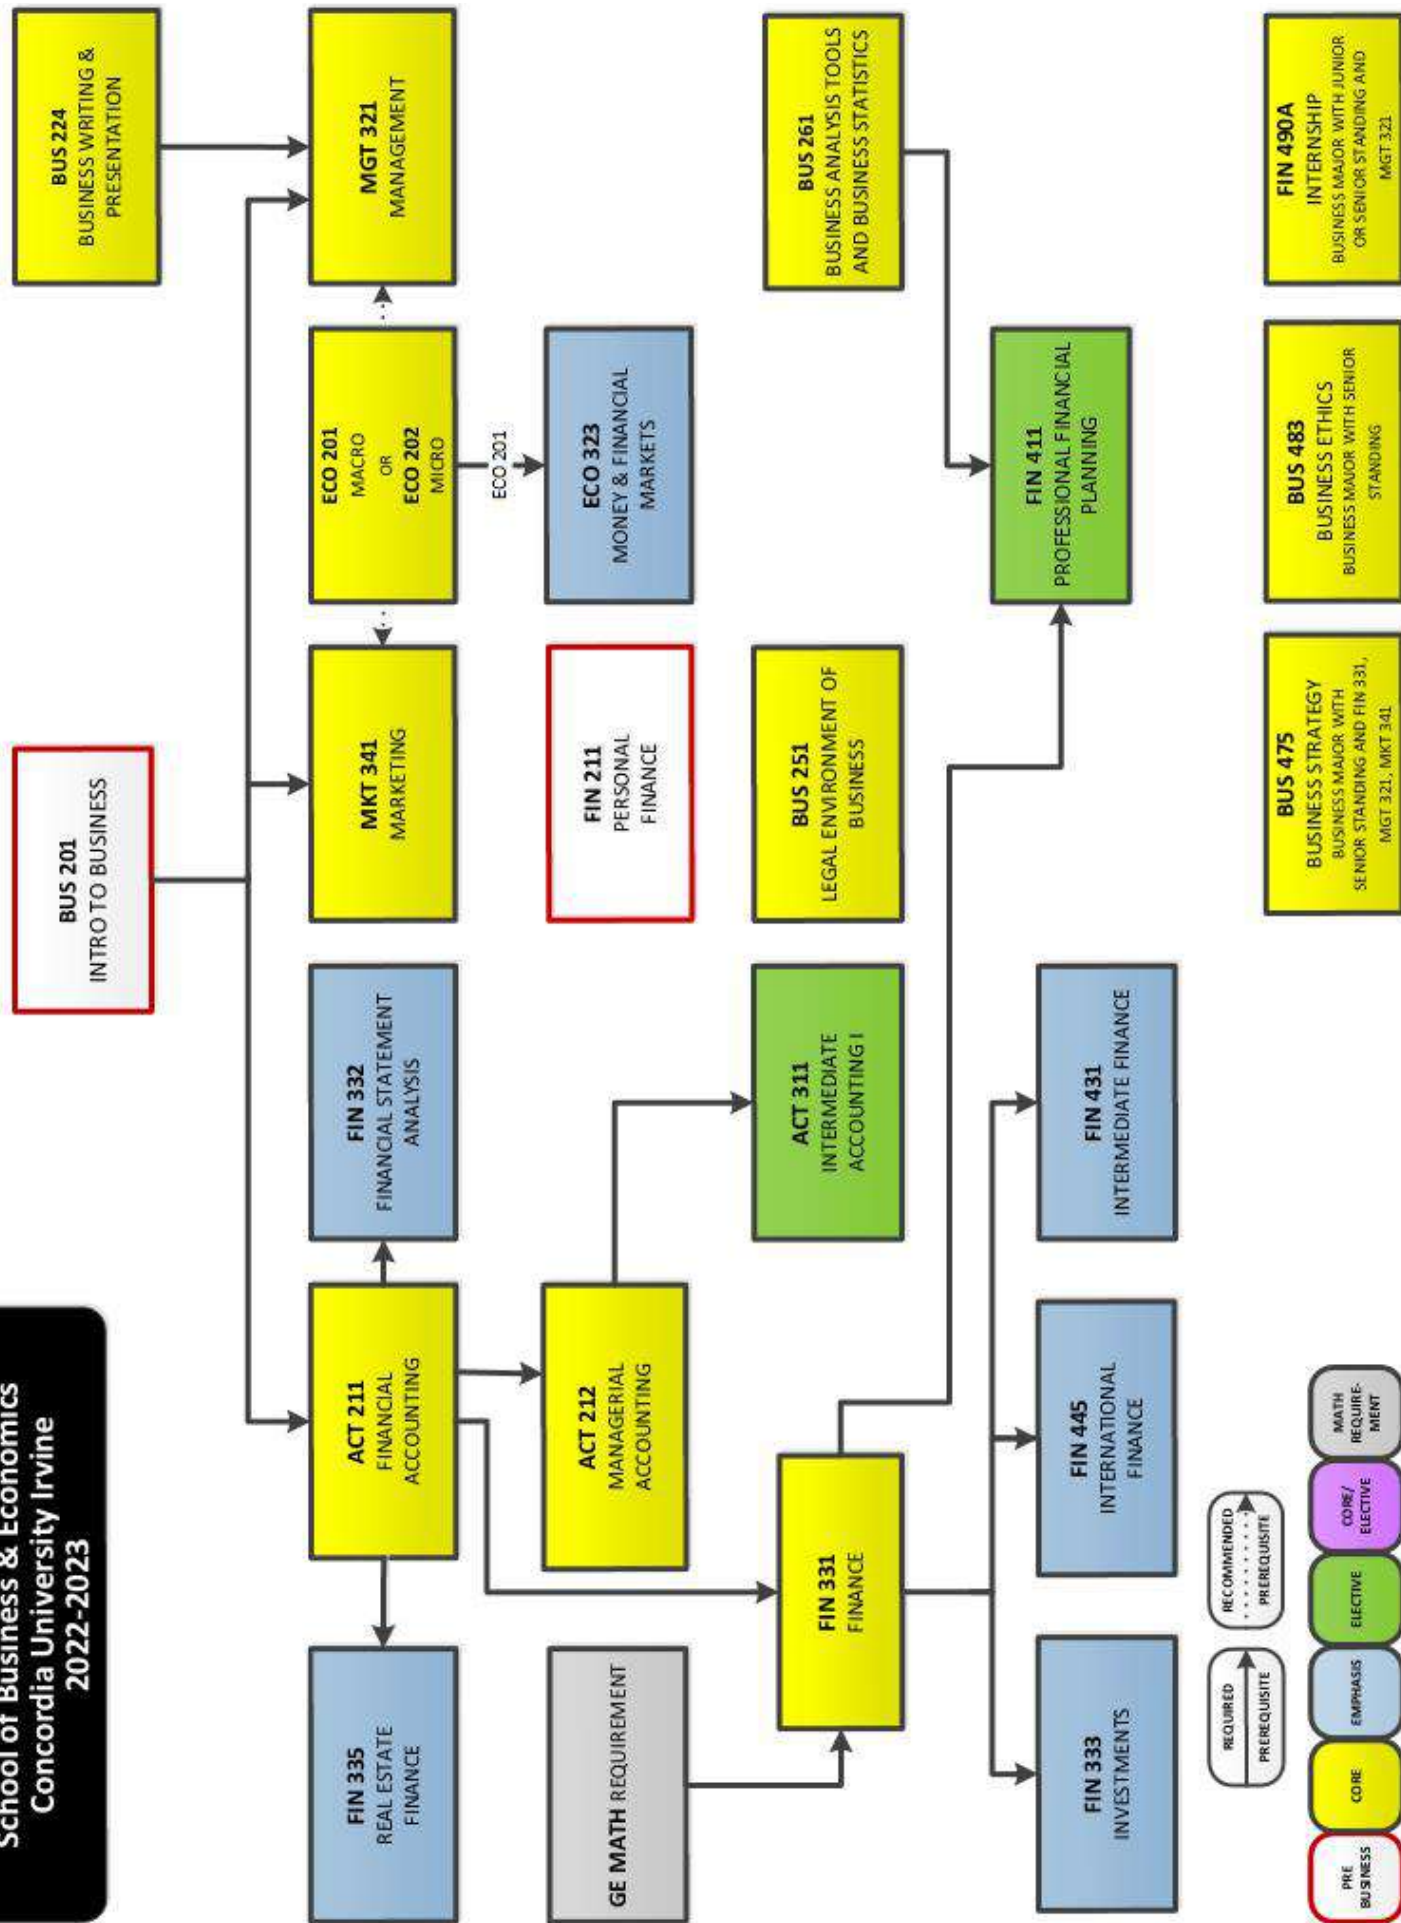 School of Business & Economics
Concordia University Irvine
2022-2023
BUS 201
INTRO TO BUSINESS
BUS 224
BUSINESS WRITING &
PRESENTATION
FIN 335
REAL ESTATE
FINANCE
ACT 211
FINANCIAL
ACCOUNTING
FIN 332
FINANCIAL STATEMENT
ANALYSIS
MKT 341
MARKETING
ECO 201
MACRO
OR
ECO 202
MICRO
MGT 321
MANAGEMENT
ECO 201
GE MATH REQUIREMENT
ACT 212
MANAGERIAL
ACCOUNTING
FIN 211
PERSONAL
FINANCE
ECO 323
MONEY & FINANCIAL
MARKETS
FIN 331
FINANCE
ACT 311
INTERMEDIATE
ACCOUNTING I
BUS 251
LEGAL ENVIRONMENT OF
BUSINESS
BUS 261
BUSINESS ANALYSIS TOOLS
AND BUSINESS STATISTICS
FIN 411
PROFESSIONAL FINANCIAL
PLANNING
FIN 333
INVESTMENTS
FIN 445
INTERNATIONAL
FINANCE
FIN 431
INTERMEDIATE FINANCE
REQUIRED
PREREQUISITE
RECOMMENDED
PREREQUISITE
BUS 475
BUSINESS STRATEGY
BUSINESS MAJOR WITH
SENIOR STANDING AND FIN 331,
MGT 321, MKT 341
BUS 483
BUSINESS ETHICS
BUSINESS MAJOR WITH SENIOR
STANDING
FIN 490A
INTERNSHIP
BUSINESS MAJOR WITH JUNIOR
OR SENIOR STANDING AND
MGT 321
PRE
BUSINESS
CORE
EMPHASIS
ELECTIVE
CORE/
ELECTIVE
MATH
REQUIRE-
MENT